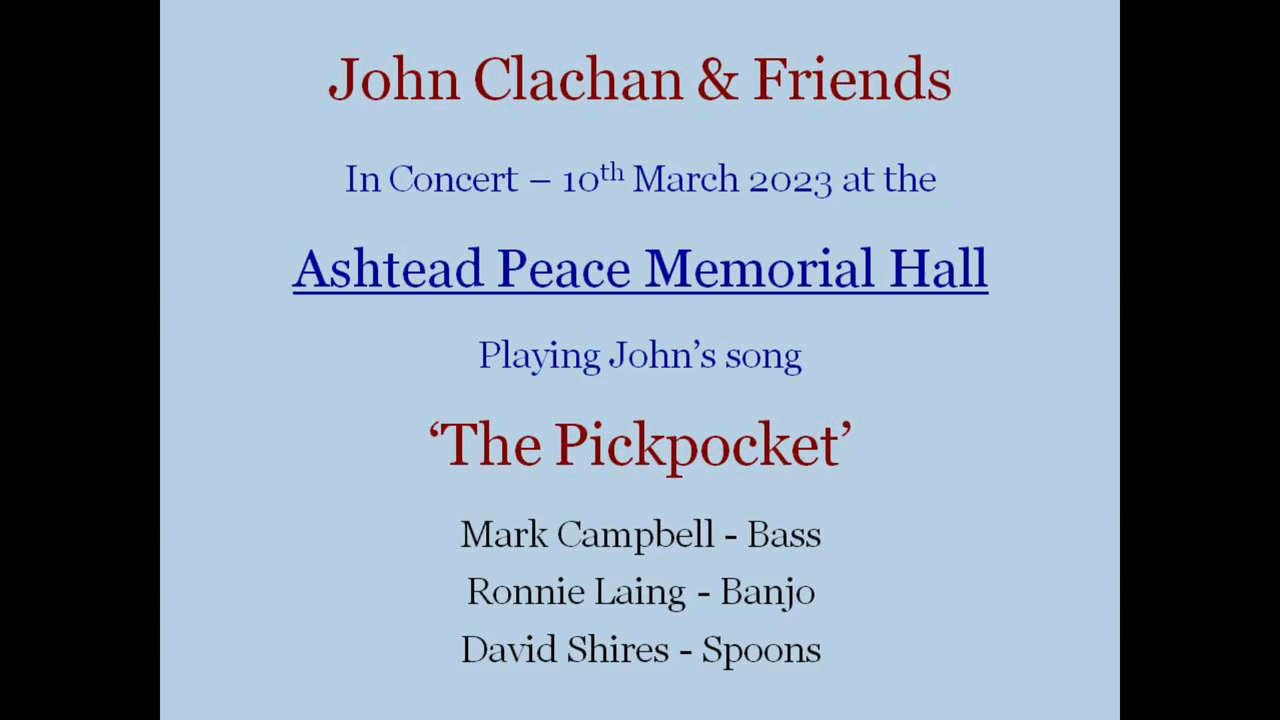 John Clachan & Friends
In Concert – 10th March 2023 at the
Ashtead Peace Memorial Hall
Playing John’s song
‘The Pickpocket’
Mark Campbell - Bass
Ronnie Laing - Banjo
David Shires - Spoons